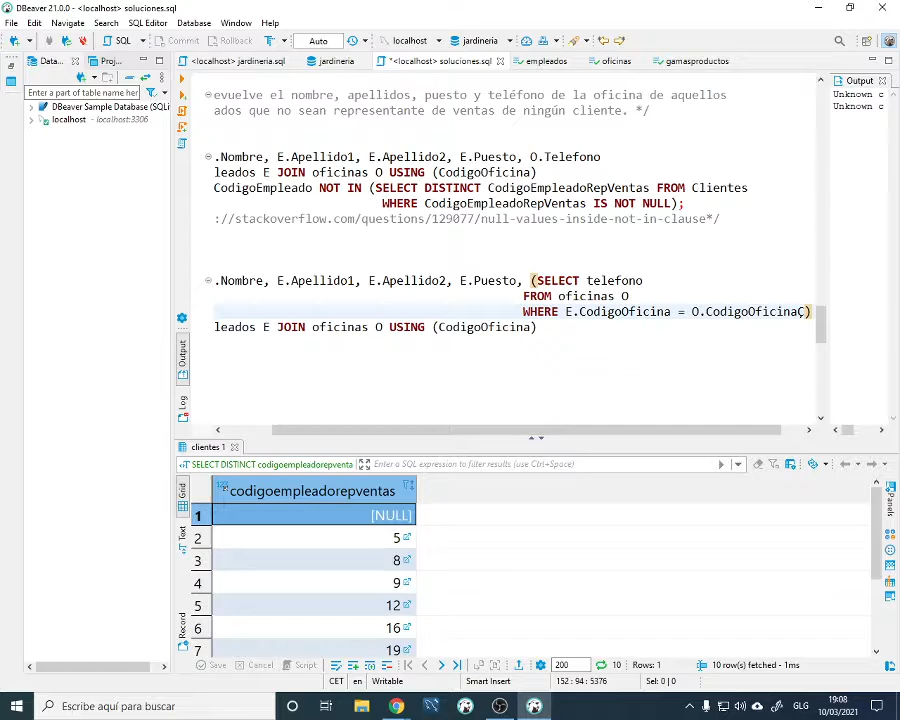 DBeaver 21.0.0 - <localhost> soluciones.sql
File Edit Navigate Search SQL Editor Database Window Help
SQL Commit Rollback T Auto localhost jardineria
Data... Proj... <localhost> jardineria.sql jardineria *<localhost> soluciones.sql empleados oficinas gamasproductos Output
Enter a part of table name her
DBeaver Sample Database (SQLi
localhost - localhost:3306
Unknown c
Unknown c
evuelve el nombre, apellidos, puesto y teléfono de la oficina de aquellos
ados que no sean representante de ventas de ningún cliente. */
.Nombre, E.Apellido1, E.Apellido2, E.Puesto, O.Telefono
leados E JOIN oficinas O USING (CodigoOficina)
CodigoEmpleado NOT IN (SELECT DISTINCT CodigoEmpleadoRepVentas FROM Clientes
WHERE CodigoEmpleadoRepVentas IS NOT NULL);
://stackoverflow.com/questions/129077/null-values-inside-not-in-clause*/
.Nombre, E.Apellido1, E.Apellido2, E.Puesto, (SELECT telefono
FROM oficinas O
WHERE E.CodigoOficina = O.CodigoOficinaÇ)
leados E JOIN oficinas O USING (CodigoOficina)
Output
Log
clientes 1
SELECT DISTINCT codigoempleadorepventa Enter a SQL expression to filter results (use Ctrl+Space)
Grid
Text
Record
Panels
123 codigoempleadorepventas
1 [NULL]
2 5
3 8
4 9
5 12
6 16
7 19
Save Cancel Script 200 10 Rows: 1 10 row(s) fetched - 1ms
CET en Writable Smart Insert 152 : 94 : 5376 Sel: 0 | 0
Escribe aquí para buscar GLG 19:08
10/03/2021